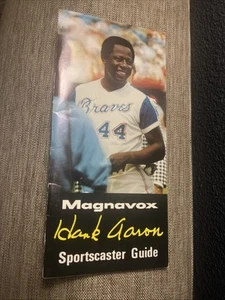 Braves
44
Magnavox
Hank Aaron
Sportscaster Guide